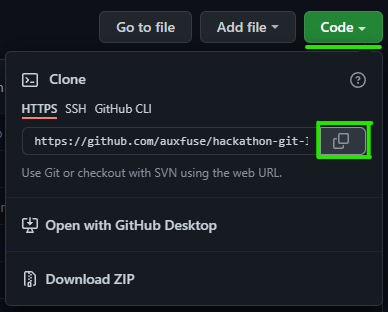 Go to file Add file Code
Clone
HTTPS SSH GitHub CLI
https://github.com/auxfuse/hackathon-git-
Use Git or checkout with SVN using the web URL.
Open with GitHub Desktop
Download ZIP